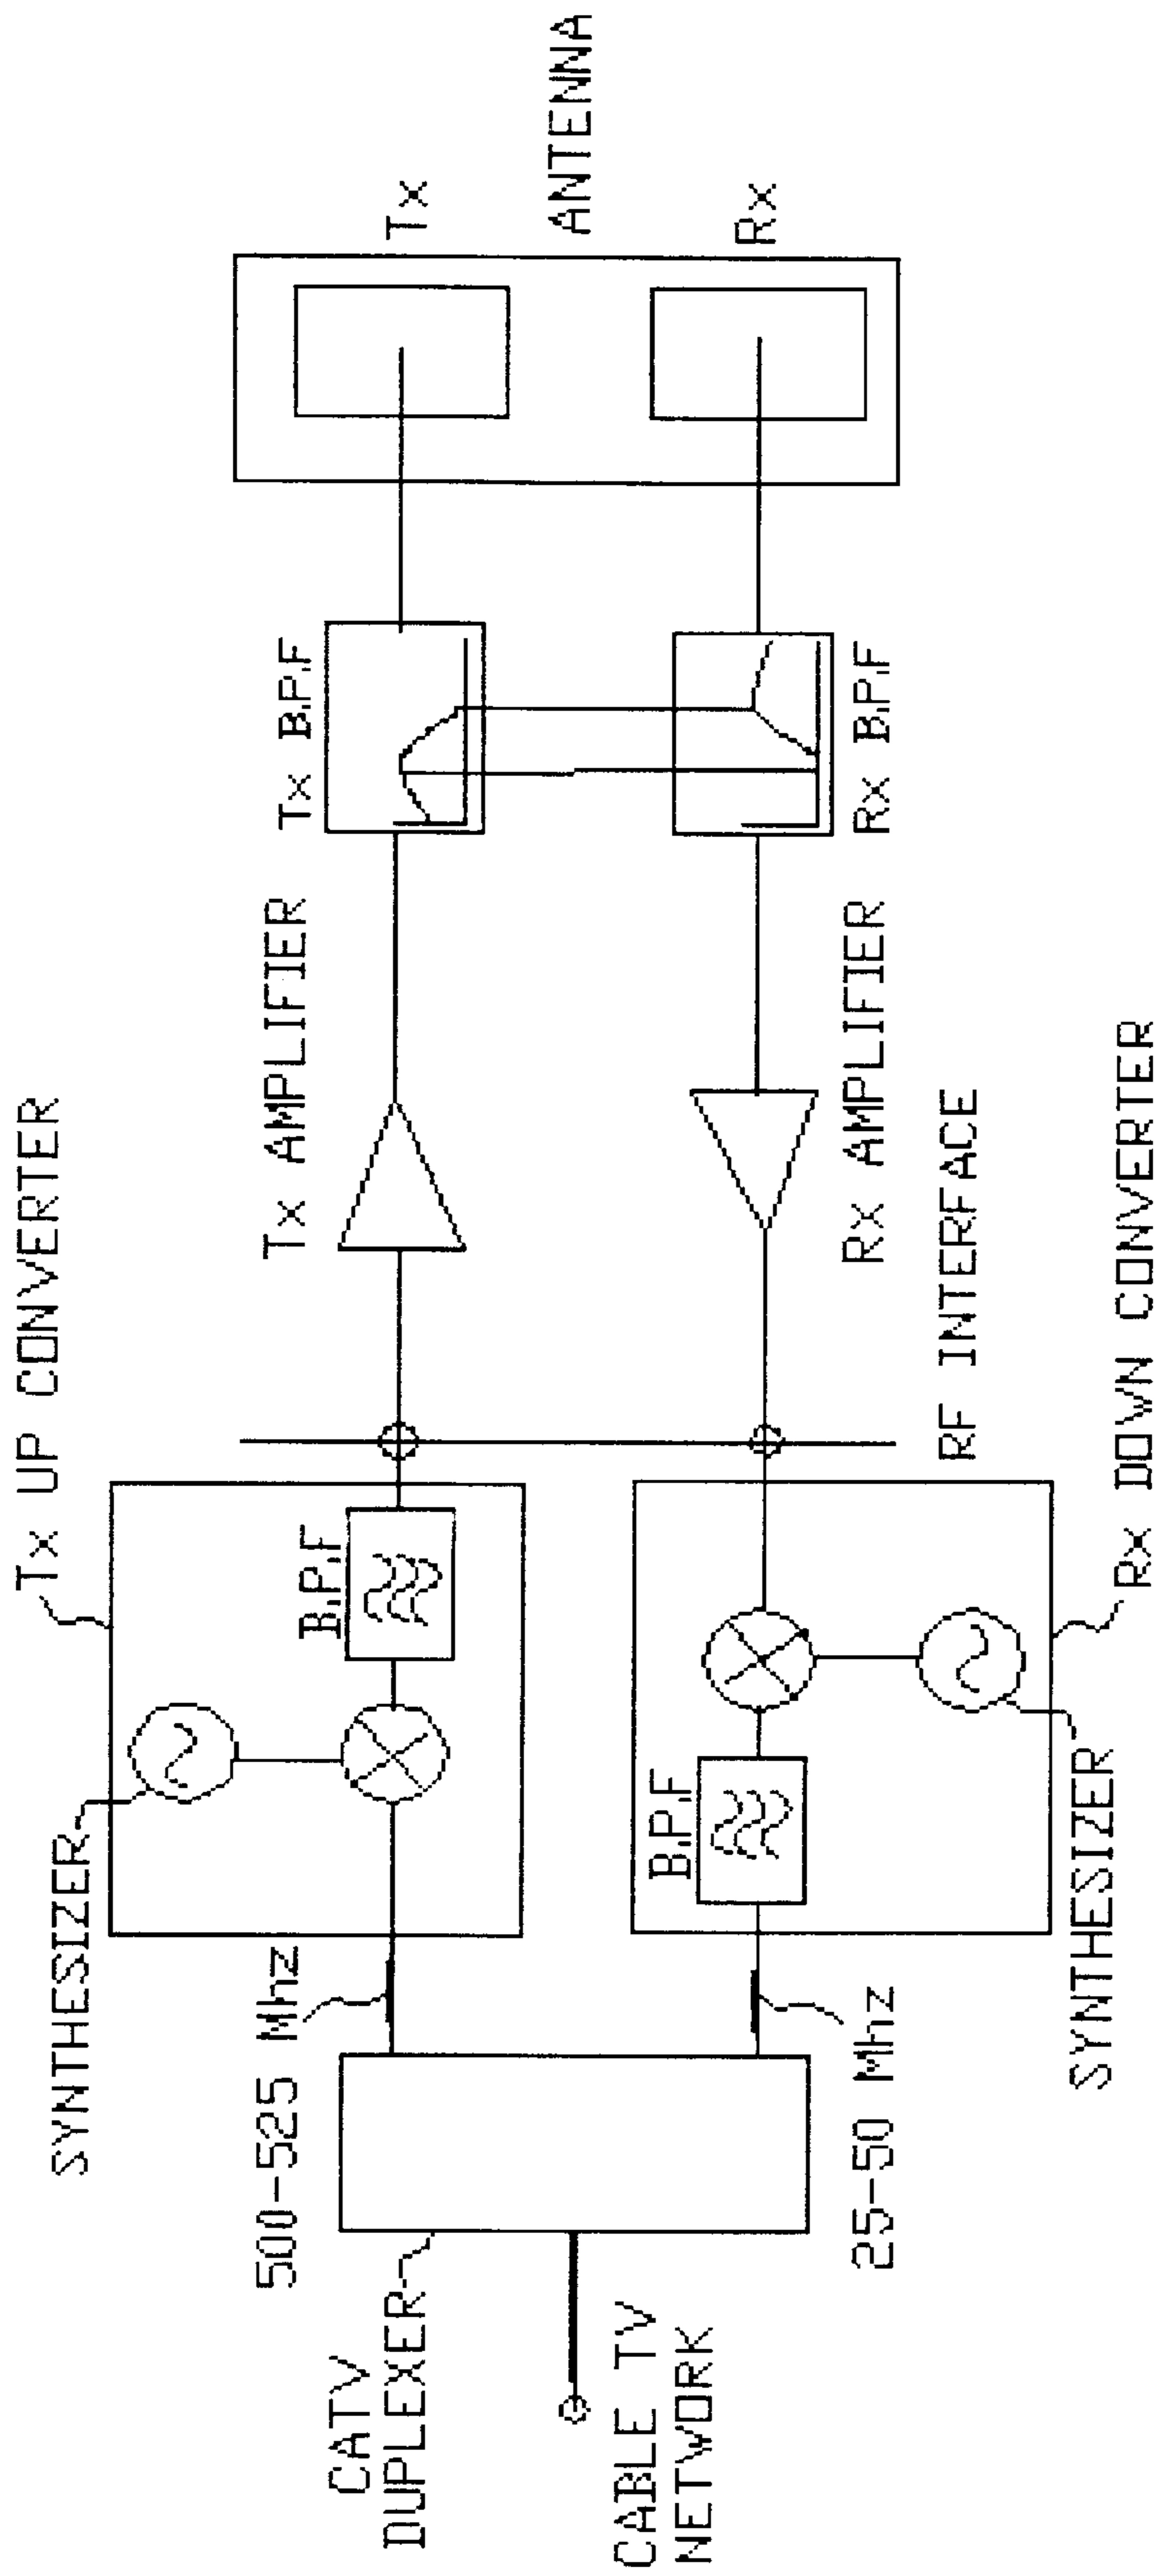 Tx UP CONVERTER
SYNTHESIZER
500-525 Mhz
B.P.F
Tx AMPLIFIER
Tx B.P.F
Tx
CATV
DUPLEXER
ANTENNA
CABLE TV
NETWORK
B.P.F
Rx
25-50 Mhz
Rx AMPLIFIER
Rx B.P.F
RF INTERFACE
SYNTHESIZER
Rx DOWN CONVERTER